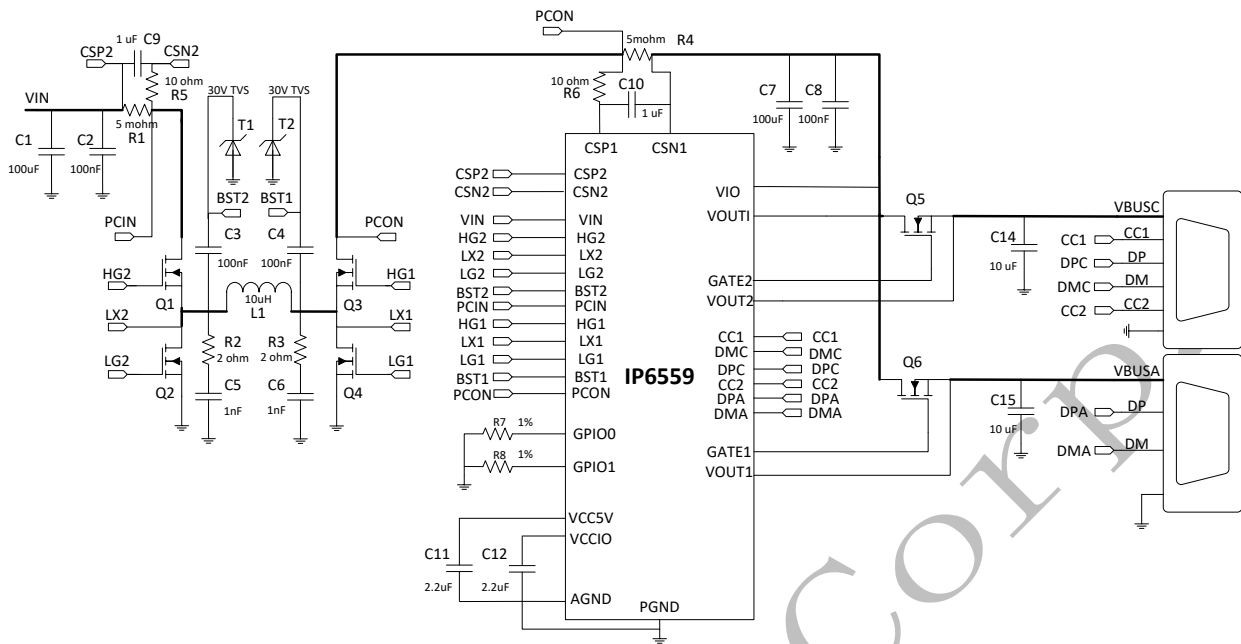 PCON
1 uF C9
CSP2
CSN2
10 ohm
R5
VIN
5 mohm
R1
C1
100uF
C2
100nF
30V TVS
30V TVS
T1
T2
BST2
BST1
PCIN
PCON
C3
100nF
C4
100nF
HG2
Q1
10uH
L1
Q3
HG1
LX2
LX1
R2
2 ohm
R3
2 ohm
LG2
Q2
C5
1nF
C6
1nF
Q4
LG1
5mohm
R4
10 ohm
R6
C10
1 uF
C7
100uF
C8
100nF
CSP1
CSN1
CSP2 CSP2
CSN2 CSN2
VIN VIN
HG2 HG2
LX2 LX2
LG2 LG2
BST2 BST2
PCIN PCIN
HG1 HG1
LX1 LX1
LG1 LG1
BST1 BST1
PCON PCON
R7 1%
GPIO0
R8 1%
GPIO1
VCC5V
VCCIO
C11
2.2uF
C12
2.2uF
AGND
PGND
IP6559
VIO
VOUTI
GATE2
VOUT2
CC1 CC1
DMC DMC
DPC DPC
CC2 CC2
DPA DPA
DMA DMA
GATE1
VOUT1
Q5
Q6
C14
10 uF
VBUSC
CC1 CC1
DPC DP
DMC DM
CC2 CC2
C15
10 uF
VBUSA
DPA DP
DMA DM
Corp.